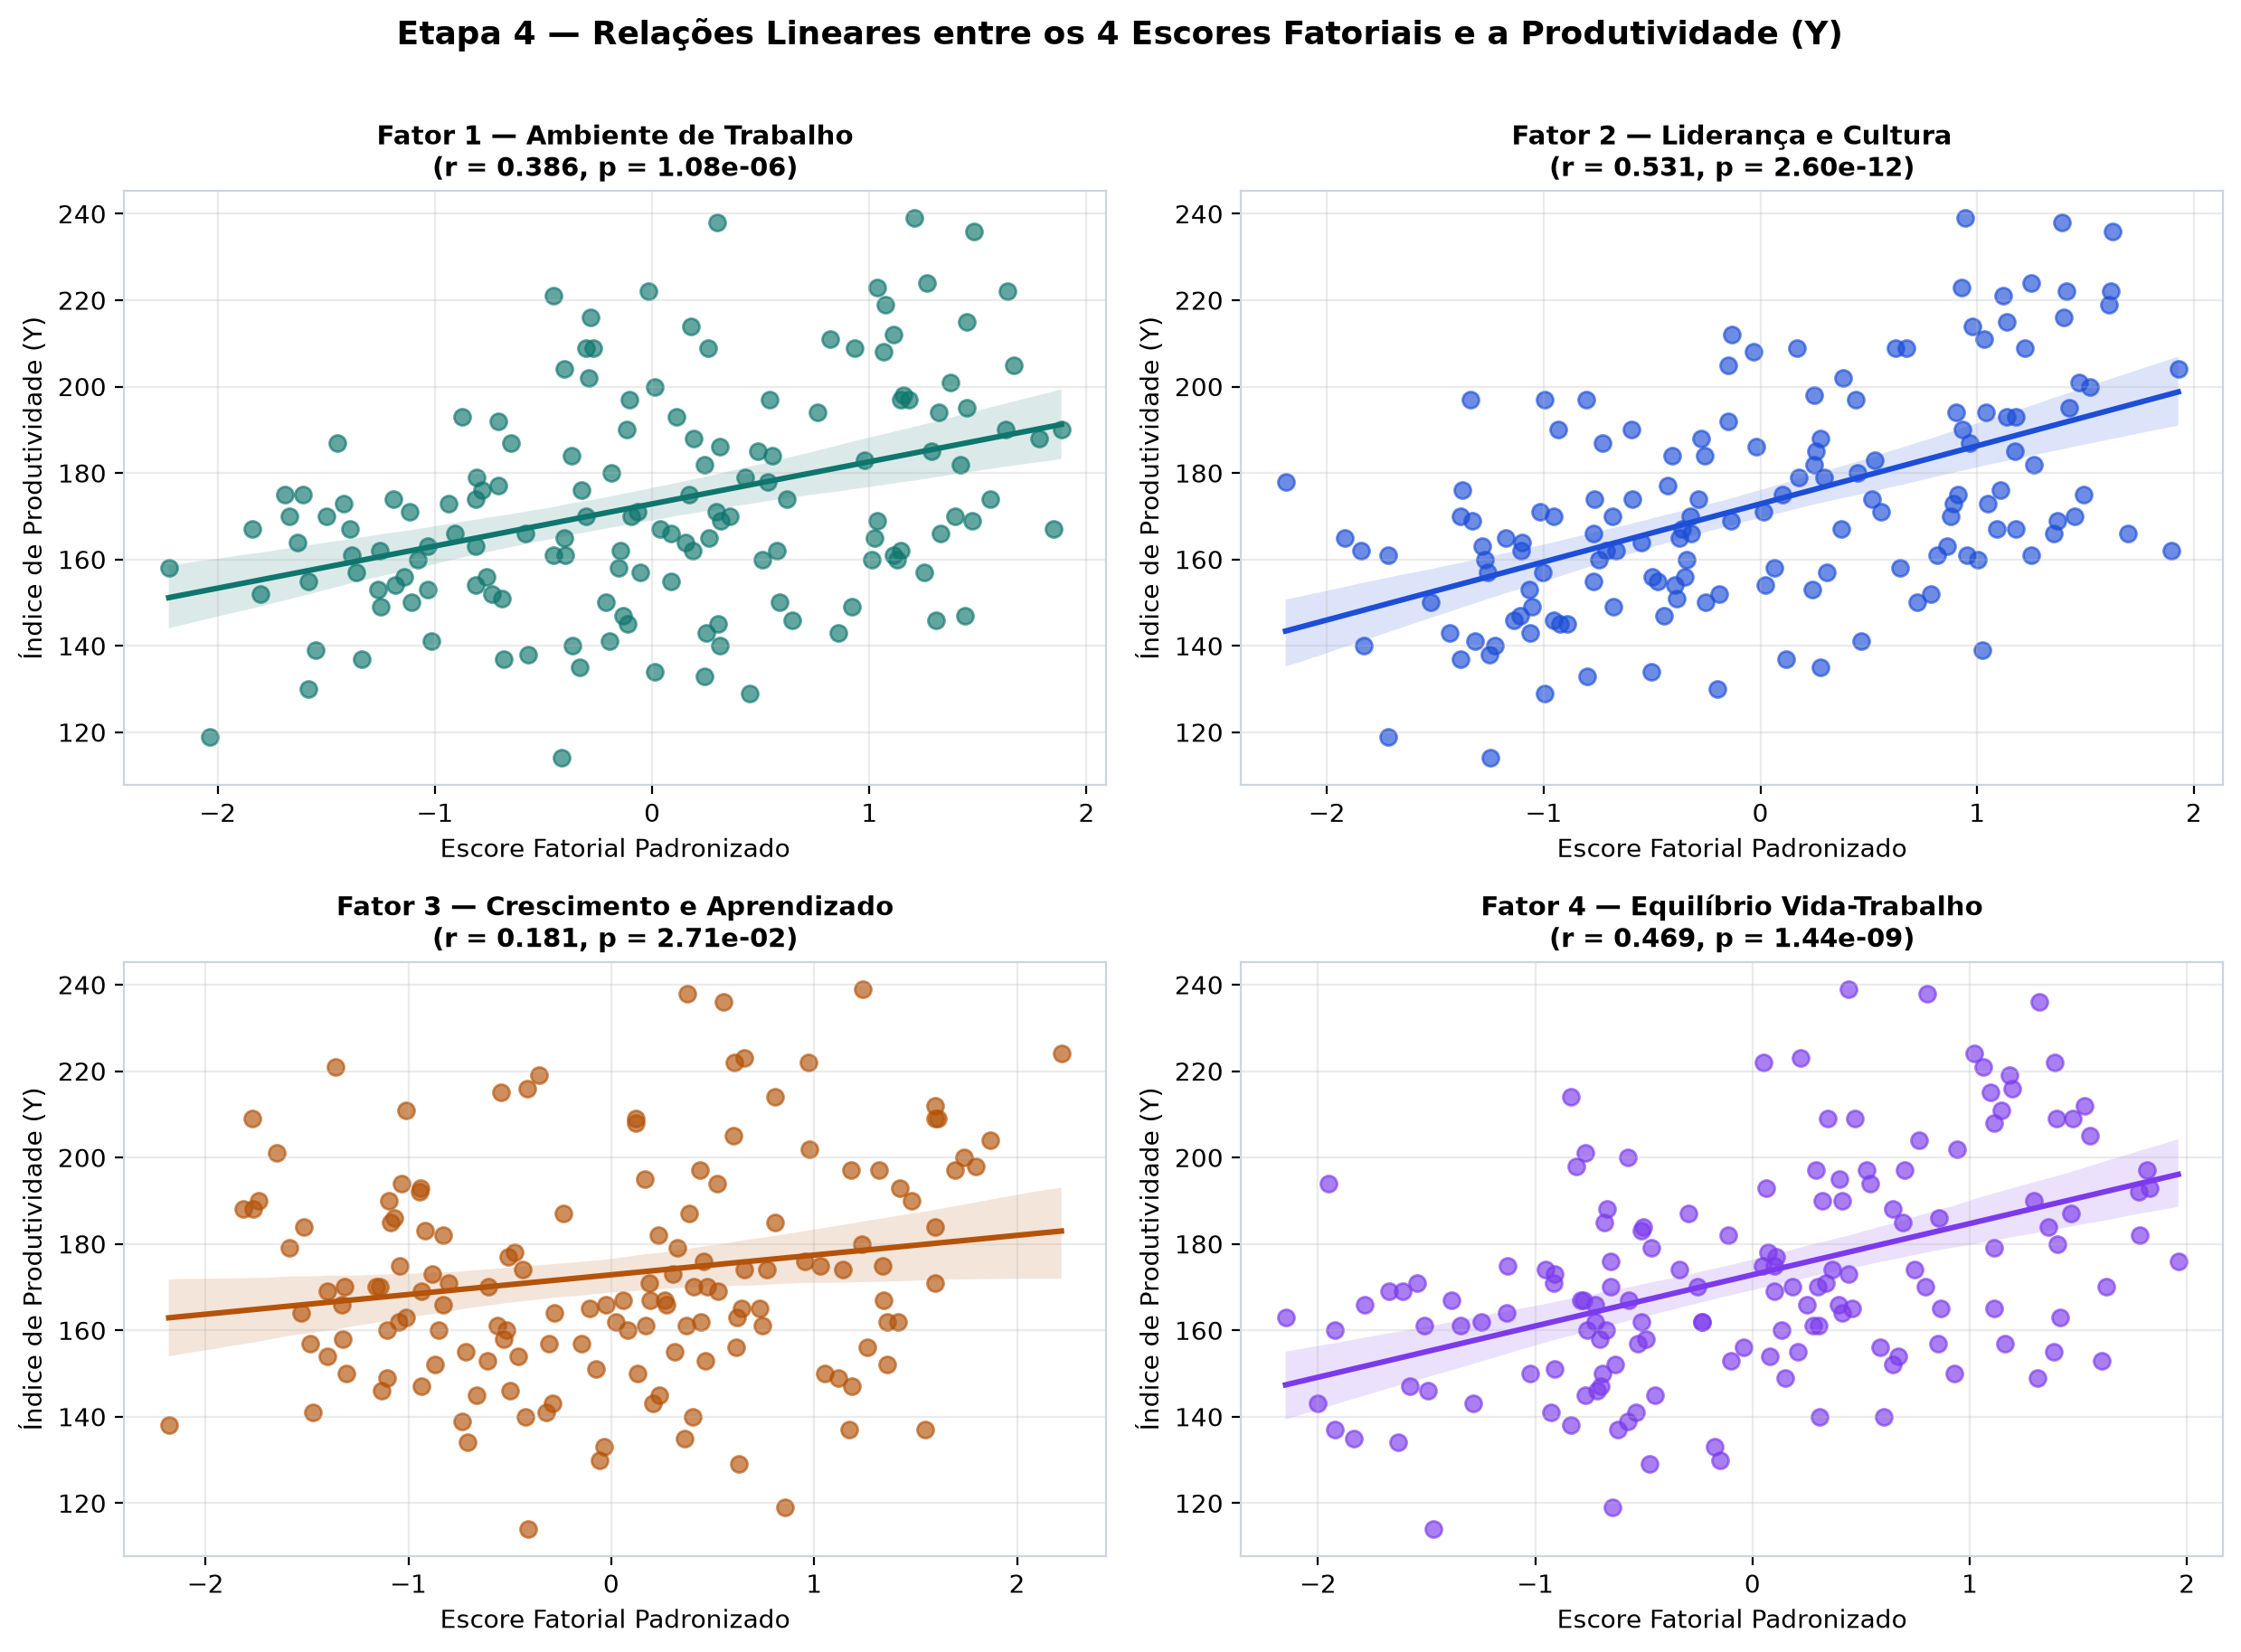 Etapa 4 — Relações Lineares entre os 4 Escores Fatoriais e a Produtividade (Y)
Fator 1 — Ambiente de Trabalho
(r = 0.386, p = 1.08e-06)
240
220
200
180
160
140
120
Índice de Produtividade (Y)
−2
−1
0
1
2
Escore Fatorial Padronizado
Fator 2 — Liderança e Cultura
(r = 0.531, p = 2.60e-12)
240
220
200
180
160
140
120
Índice de Produtividade (Y)
−2
−1
0
1
2
Escore Fatorial Padronizado
Fator 3 — Crescimento e Aprendizado
(r = 0.181, p = 2.71e-02)
240
220
200
180
160
140
120
Índice de Produtividade (Y)
−2
−1
0
1
2
Escore Fatorial Padronizado
Fator 4 — Equilíbrio Vida-Trabalho
(r = 0.469, p = 1.44e-09)
240
220
200
180
160
140
120
Índice de Produtividade (Y)
−2
−1
0
1
2
Escore Fatorial Padronizado